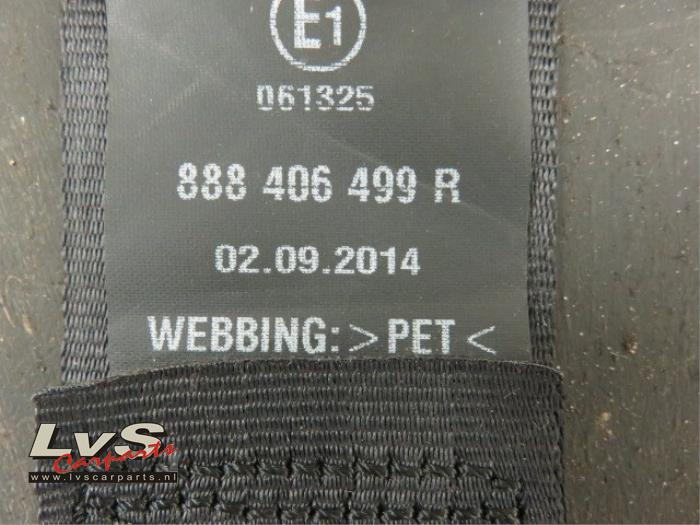 E1
061325
888 406 499 R
02.09.2014
WEBBING: >PET<
LvS
Carparts
www.lvscarparts.nl